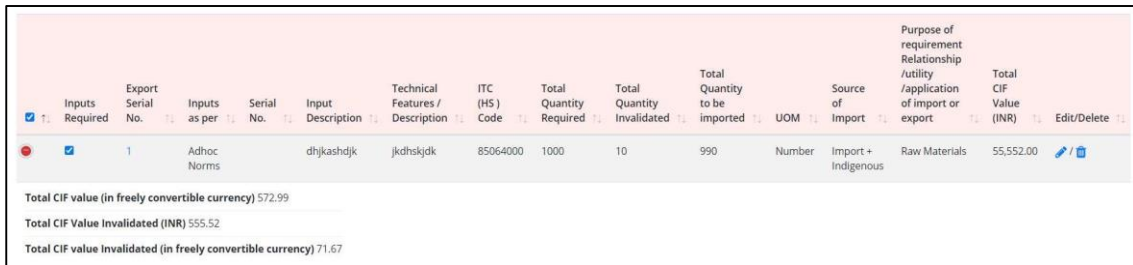 Inputs Required
Export Serial No.
Inputs as per
Serial No.
Input Description
Technical Features / Description
ITC (HS ) Code
Total Quantity Required
Total Quantity Invalidated
Total Quantity to be imported
UOM
Source of Import
Purpose of requirement Relationship /utility /application of import or export
Total CIF Value (INR)
Edit/Delete
1 Adhoc Norms dhjkashdjk jkdhskjdk 85064000 1000 10 990 Number Import + Indigenous Raw Materials 55,552.00 /
Total CIF value (in freely convertible currency) 572.99
Total CIF Value Invalidated (INR) 555.52
Total CIF value Invalidated (in freely convertible currency) 71.67